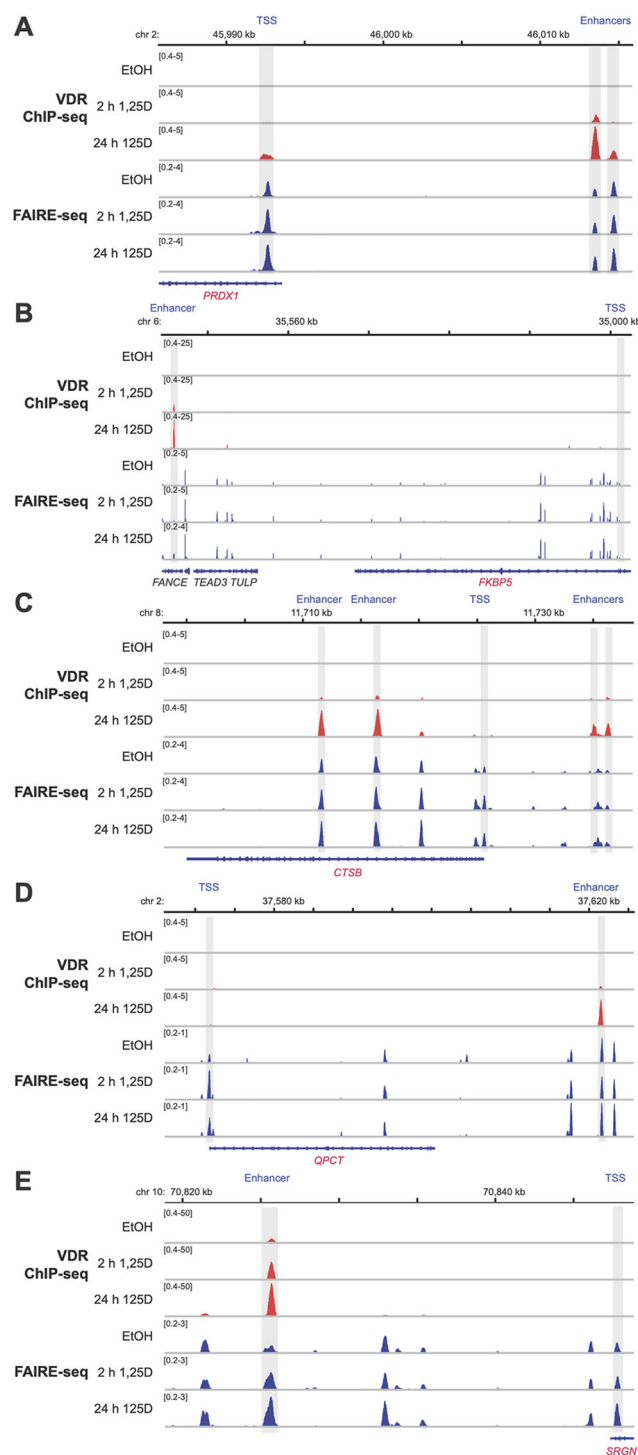 A
TSS
Enhancers
chr 2:
45,990 kb
46,000 kb
46,010 kb
EtOH
[0.4-5]
VDR
ChIP-seq
2 h 1,25D
[0.4-5]
24 h 125D
[0.4-5]
EtOH
[0.2-4]
FAIRE-seq
2 h 1,25D
[0.2-4]
24 h 125D
[0.2-4]
PRDX1
B
Enhancer
TSS
chr 6:
35,560 kb
35,000 kb
EtOH
[0.4-25]
VDR
ChIP-seq
2 h 1,25D
[0.4-25]
24 h 125D
[0.4-25]
EtOH
[0.2-5]
FAIRE-seq
2 h 1,25D
[0.2-5]
24 h 125D
[0.2-4]
FANCE TEAD3 TULP
FKBP5
C
Enhancer
Enhancer
TSS
Enhancers
chr 8:
11,710 kb
11,730 kb
EtOH
[0.4-5]
VDR
ChIP-seq
2 h 1,25D
[0.4-5]
24 h 125D
[0.4-5]
EtOH
[0.2-4]
FAIRE-seq
2 h 1,25D
[0.2-4]
24 h 125D
[0.2-4]
CTSB
D
TSS
Enhancer
chr 2:
37,580 kb
37,620 kb
EtOH
[0.4-5]
VDR
ChIP-seq
2 h 1,25D
[0.4-5]
24 h 125D
[0.4-5]
EtOH
[0.2-1]
FAIRE-seq
2 h 1,25D
[0.2-1]
24 h 125D
[0.2-1]
QPCT
E
Enhancer
TSS
chr 10:
70,820 kb
70,840 kb
EtOH
[0.4-50]
VDR
ChIP-seq
2 h 1,25D
[0.4-50]
24 h 125D
[0.4-50]
EtOH
[0.2-3]
FAIRE-seq
2 h 1,25D
[0.2-3]
24 h 125D
[0.2-3]
SRGN